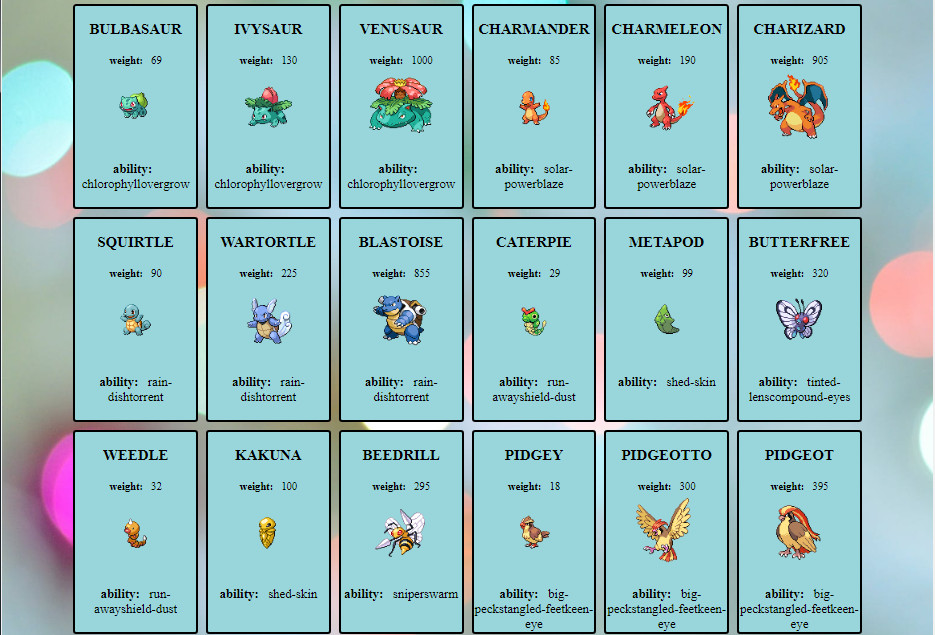 BULBASAUR IVYSAUR VENUSAUR CHARMANDER CHARMELEON CHARIZARD
weight: 69 weight: 130 weight: 1000 weight: 85 weight: 190 weight: 905
ability: ability: ability: ability: solar- ability: solar- ability: solar-
chlorophyllovergrow chlorophyllovergrow chlorophyllovergrow powerblaze powerblaze powerblaze
SQUIRTLE WARTORTLE BLASTOISE CATERPIE METAPOD BUTTERFREE
weight: 90 weight: 225 weight: 855 weight: 29 weight: 99 weight: 320
ability: rain- ability: rain- ability: rain- ability: run- ability: shed-skin ability: tinted-
dishtorrent dishtorrent dishtorrent awayshield-dust lenscompound-eyes
WEEDLE KAKUNA BEEDRILL PIDGEY PIDGEOTTO PIDGEOT
weight: 32 weight: 100 weight: 295 weight: 18 weight: 300 weight: 395
ability: run- ability: shed-skin ability: sniperswarm ability: big- ability: big- ability: big-
awayshield-dust peckstangled-feetkeen- peckstangled-feetkeen- peckstangled-feetkeen-
eye eye eye